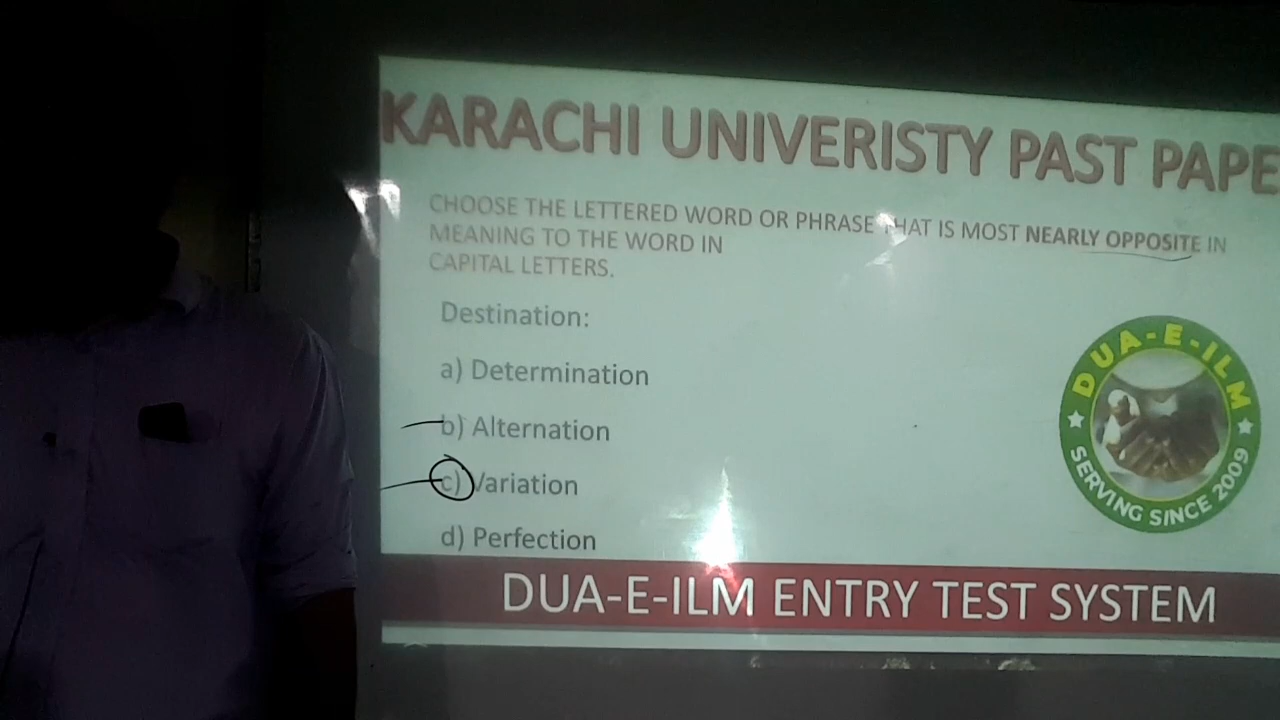 KARACHI UNIVERISTY PAST PAPE
CHOOSE THE LETTERED WORD OR PHRASE THAT IS MOST NEARLY OPPOSITE IN
MEANING TO THE WORD IN
CAPITAL LETTERS.
Destination:
a) Determination
b) Alternation
c) Variation
d) Perfection
DUA-E-ILM
SERVING SINCE 2009
DUA-E-ILM ENTRY TEST SYSTEM